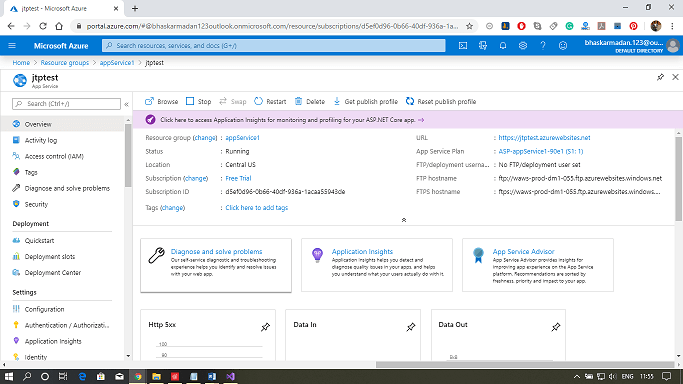 jtptest - Microsoft Azure
portal.azure.com/#@bhaskarmadan123outlook.onmicrosoft.com/resource/subscriptions/d5ef0d96-0b66-40df-936a-1a...
Microsoft Azure
Search resources, services, and docs (G+/)
bhaskarmadan.123@ou...
DEFAULT DIRECTORY
Home > Resource groups > appService1 > jtptest
jtptest
App Service
Search (Ctrl+/)
Browse Stop Swap Restart Delete Get publish profile Reset publish profile
Click here to access Application Insights for monitoring and profiling for your ASP.NET Core app.
Overview
Activity log
Access control (IAM)
Tags
Diagnose and solve problems
Security
Deployment
Quickstart
Deployment slots
Deployment Center
Settings
Configuration
Authentication / Authorizati...
Application Insights
Identity
Resource group (change) : appService1
Status : Running
Location : Central US
Subscription (change) : Free Trial
Subscription ID : d5ef0d96-0b66-40df-936a-1acaa55943de
Tags (change) : Click here to add tags
URL : https://jtptest.azurewebsites.net
App Service Plan : ASP-appService1-90e1 (S1: 1)
FTP/deployment userna... : No FTP/deployment user set
FTP hostname : ftp://waws-prod-dm1-055.ftp.azurewebsites.windows.net
FTPS hostname : ftps://waws-prod-dm1-055.ftp.azurewebsites.windows....
Diagnose and solve problems
Our self-service diagnostic and troubleshooting
experience helps you identify and resolve issues
with your web app.
Application Insights
Application Insights helps you detect and
diagnose quality issues in your apps, and helps
you understand what your users actually do with it.
App Service Advisor
App Service Advisor provides insights for
improving app experience on the App Service
platform. Recommendations are sorted by
freshness, priority and impact to your app.
Http 5xx
100
90
Data In
Data Out
5kB
ENG 11:55